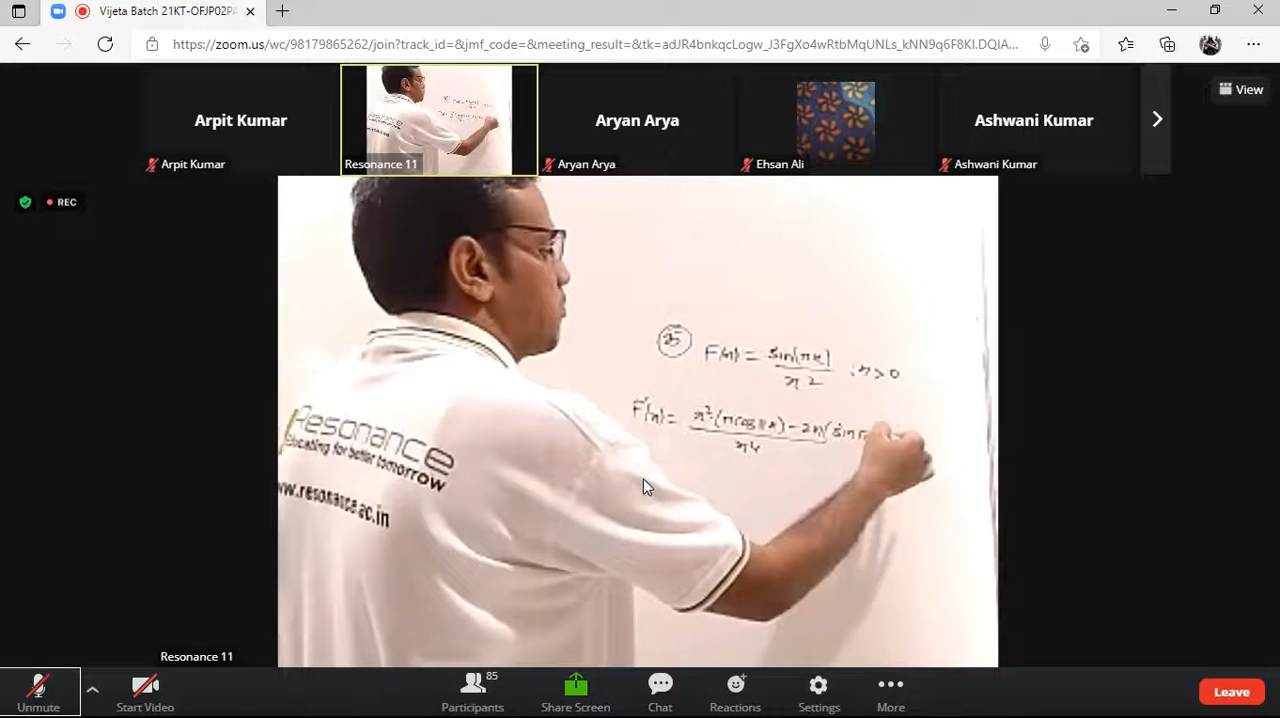 Vijeta Batch 21KT-OFJP02P
https://zoom.us/wc/98179865262/join?track_id=&jmf_code=&meeting_result=&tk=adJR4bnkqcLogw_J3FgXo4wRtbMqUNLs_kNN9q6F8KI.DQIA...
Arpit Kumar
Aryan Arya
Ashwani Kumar
View
Arpit Kumar
Resonance 11
Aryan Arya
Ehsan Ali
Ashwani Kumar
REC
25 F(x) = sin(πx)/x² ; x > 0
F'(x) = x²·(π cos πx) - 2x(sin
x⁴
Resonance
Educating for better tomorrow
www.resonance.ac.in
Resonance 11
Unmute
Start Video
85
Participants
Share Screen
Chat
Reactions
Settings
More
Leave